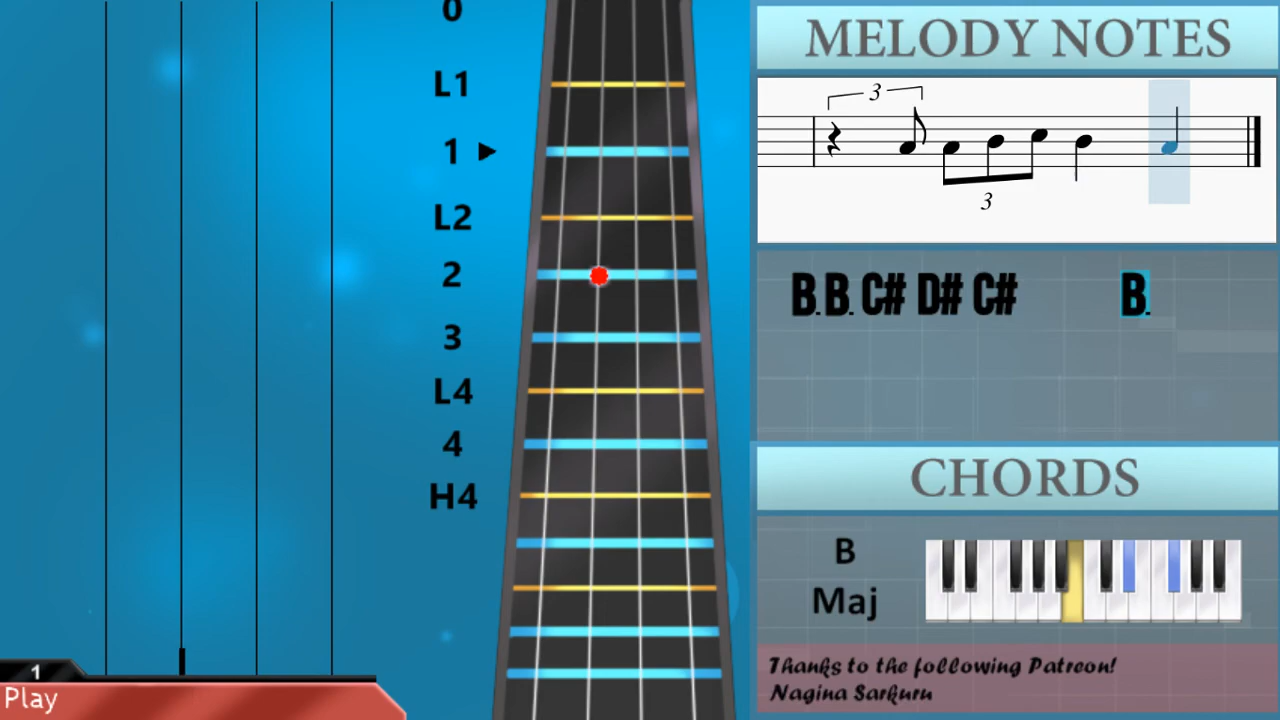 0
L1
1
L2
2
3
L4
4
H4
1
Play
MELODY NOTES
3
3
B. B. C# D# C# B.
CHORDS
B
Maj
Thanks to the following Patreon!
Nagina Sarkuru